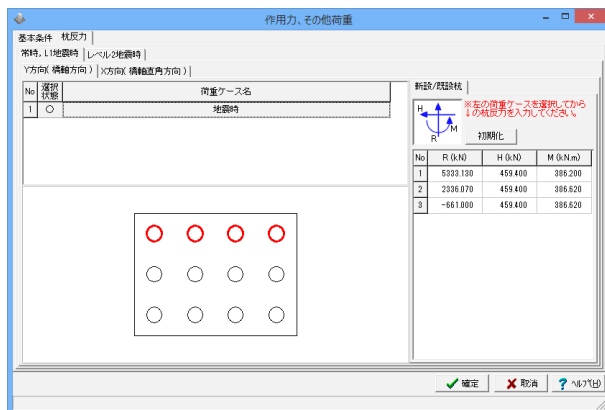 作用力、その他荷重
基本条件 杭反力
常時, L1地震時 レベル2地震時
Y方向( 橋軸方向 ) X方向( 橋軸直角方向 )
No 選択状態 荷重ケース名
1 ○ 地震時
新設/既設杭
※左の荷重ケースを選択してから
↓の杭反力を入力してください。
H M R
初期化
No R (kN) H (kN) M (kN.m)
1 5333.130 459.400 386.200
2 2336.070 459.400 386.620
3 -661.000 459.400 386.620
確定 取消 ヘルプ(H)